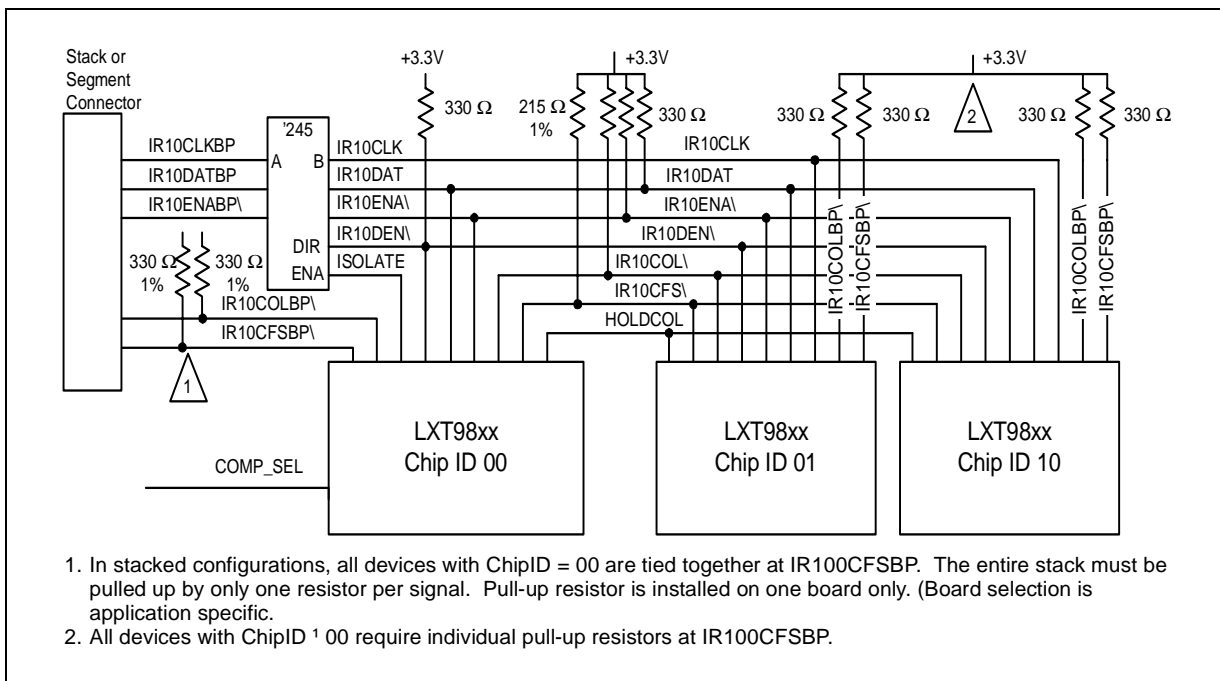 Stack or
Segment
Connector
+3.3V
+3.3V
+3.3V
330 Ω
215 Ω
1%
330 Ω
330 Ω
330 Ω
2
330 Ω
330 Ω
'245
A
B
DIR
ENA
IR10CLKBP
IR10DATBP
IR10ENABP\
IR10CLK
IR10DAT
IR10ENA\
IR10DEN\
ISOLATE
IR10CLK
IR10DAT
IR10ENA\
IR10DEN\
IR10COL\
IR10CFS\
HOLDCOL
IR10COLBP\
IR10CFSBP\
IR10COLBP\
IR10CFSBP\
330 Ω
1%
330 Ω
1%
IR10COLBP\
IR10CFSBP\
1
COMP_SEL
LXT98xx
Chip ID 00
LXT98xx
Chip ID 01
LXT98xx
Chip ID 10
1. In stacked configurations, all devices with ChipID = 00 are tied together at IR100CFSBP. The entire stack must be
pulled up by only one resistor per signal. Pull-up resistor is installed on one board only. (Board selection is
application specific.
2. All devices with ChipID ¹ 00 require individual pull-up resistors at IR100CFSBP.